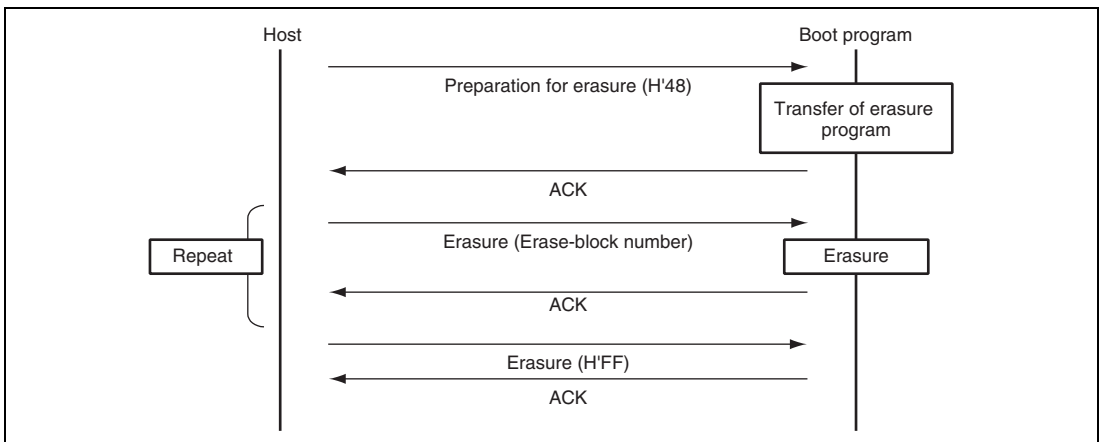 Host
Boot program
Preparation for erasure (H'48)
Transfer of erasure
program
ACK
Erasure (Erase-block number)
Repeat
Erasure
ACK
Erasure (H'FF)
ACK